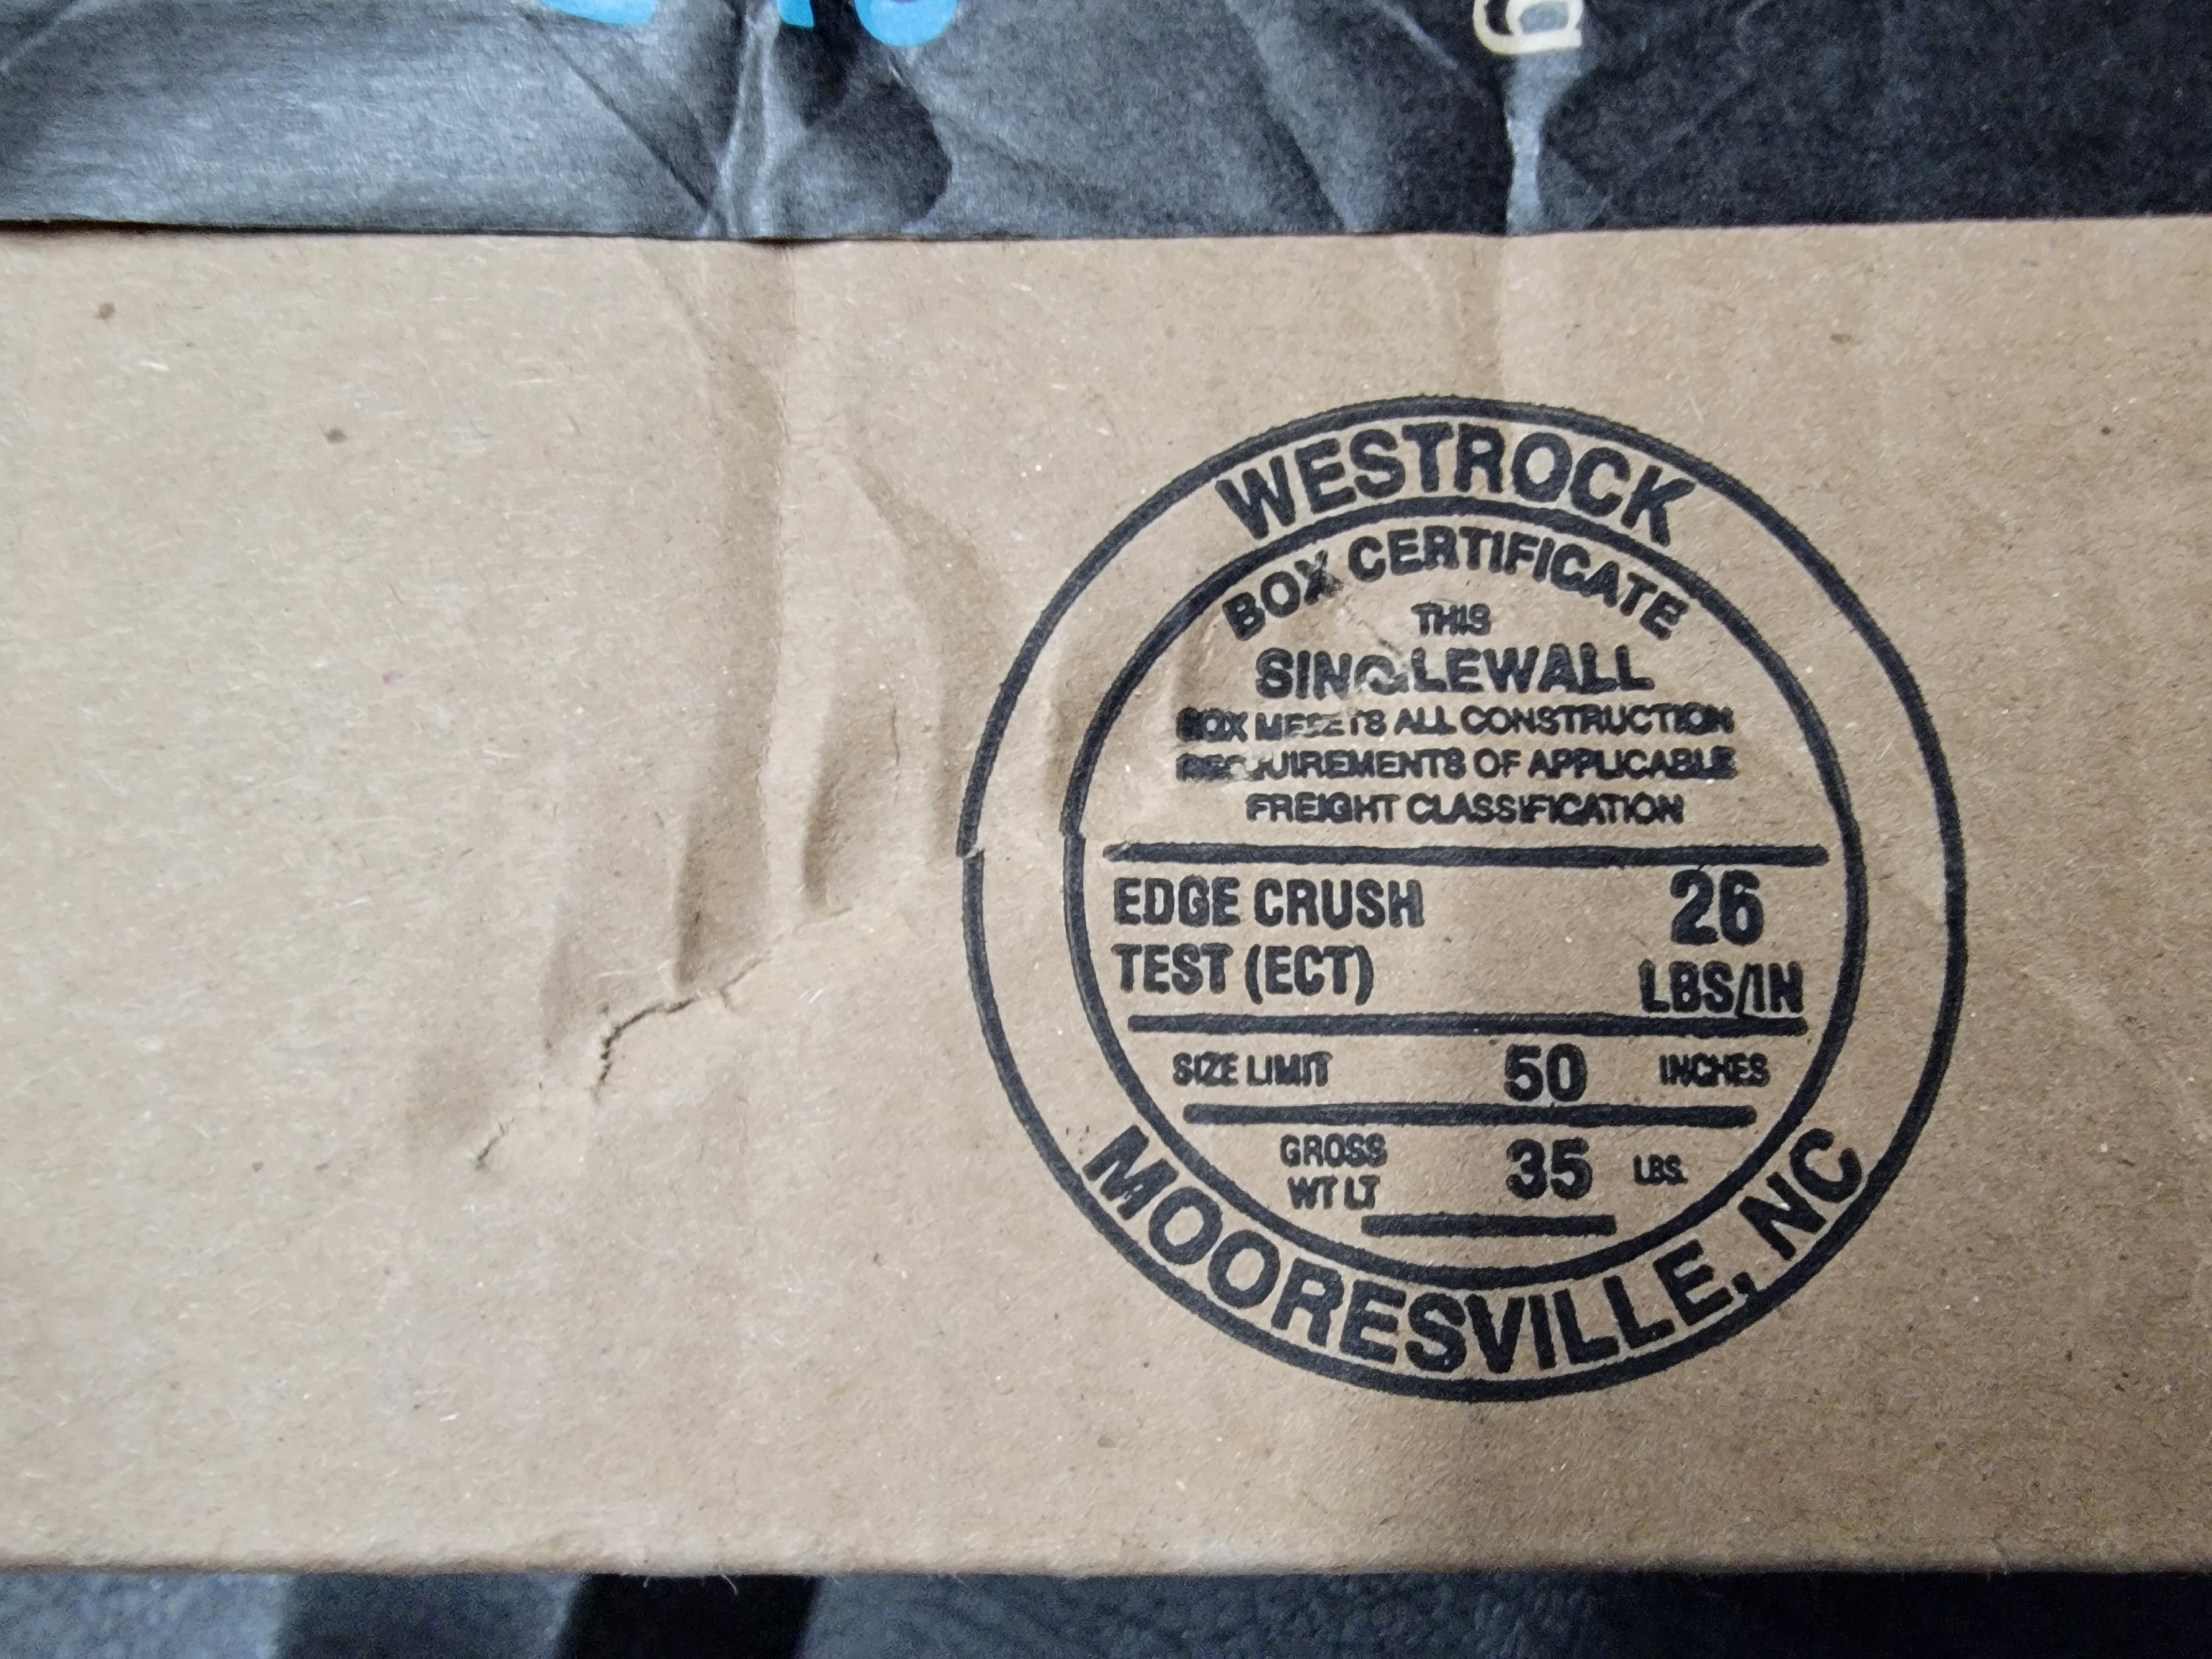 g
WESTROCK
BOX CERTIFICATE
THIS
SINGLEWALL
BOX MEETS ALL CONSTRUCTION
REQUIREMENTS OF APPLICABLE
FREIGHT CLASSIFICATION
EDGE CRUSH
TEST (ECT)
26
LBS/IN
SIZE LIMIT 50 INCHES
GROSS
WT LT
35 LBS.
MOORESVILLE, NC